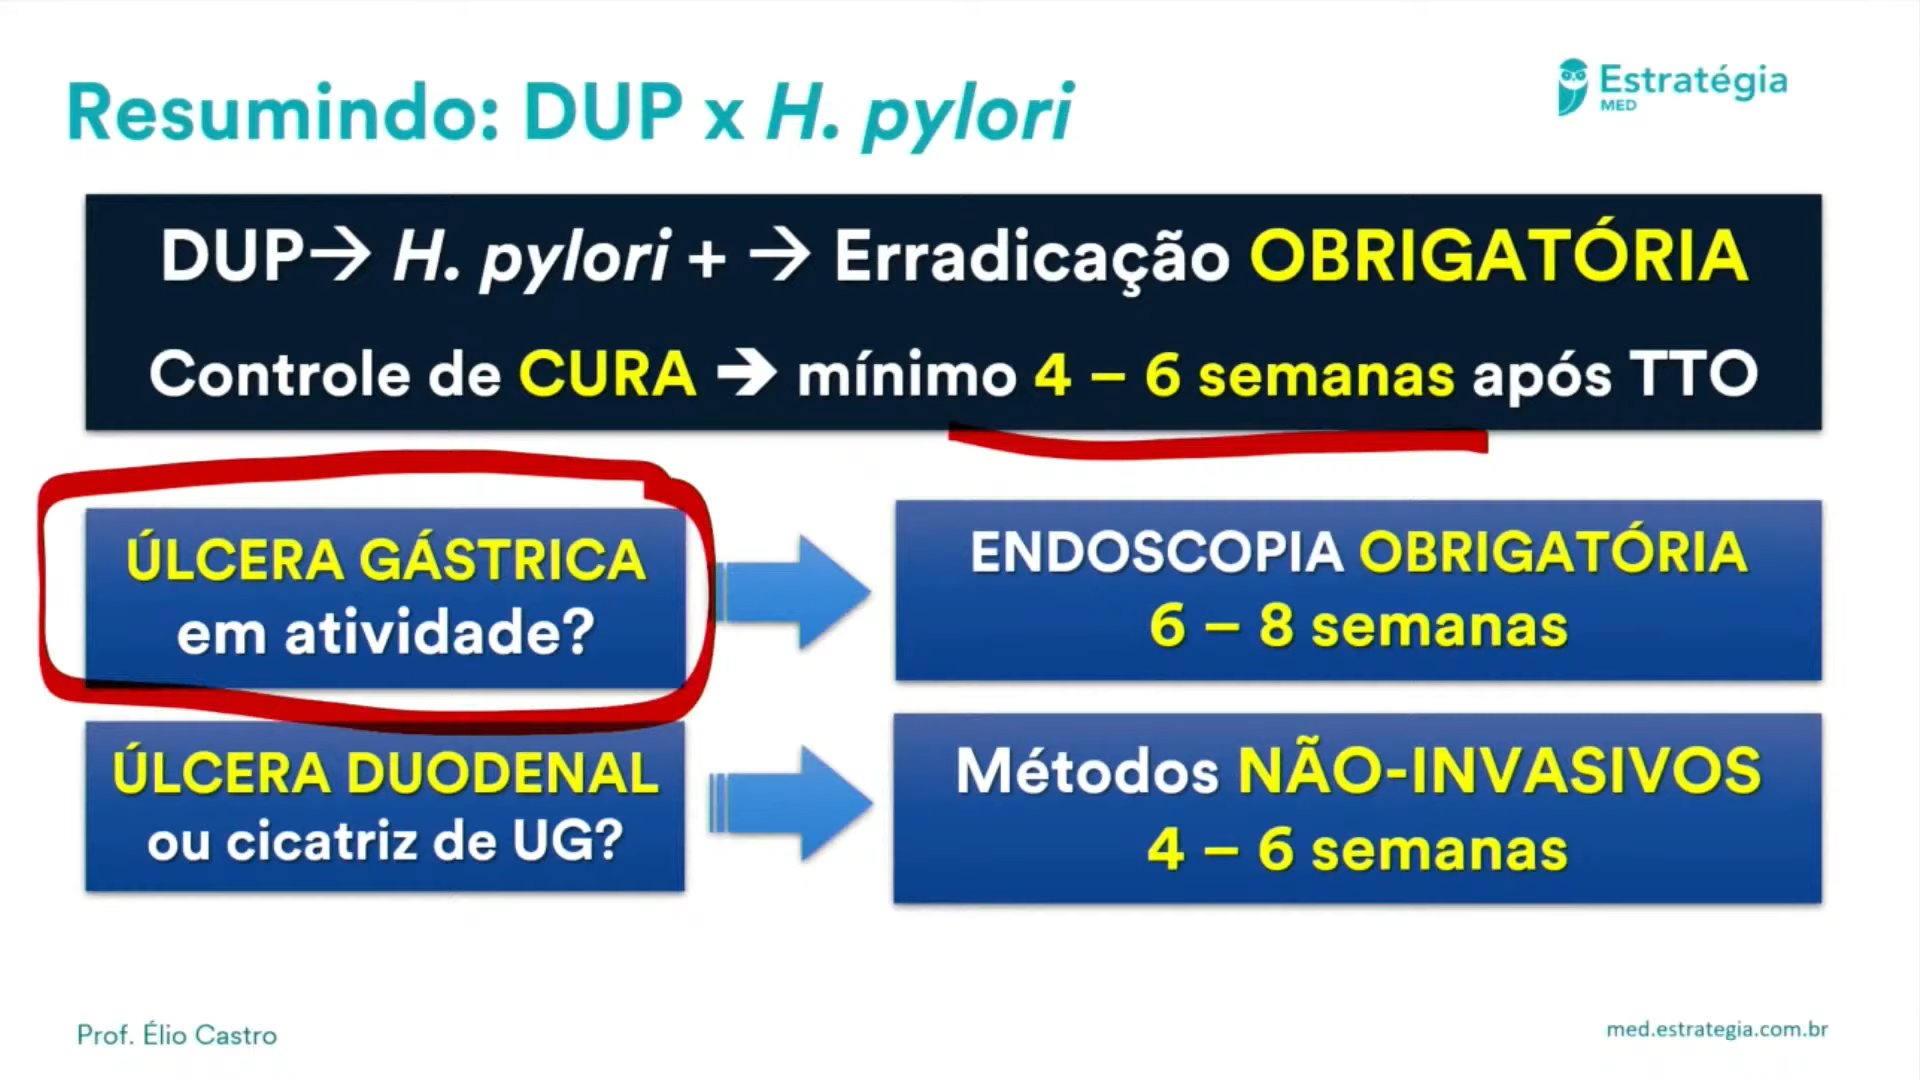 Resumindo: DUP x H. pylori
Estratégia
MED
DUP→ H. pylori + → Erradicação OBRIGATÓRIA
Controle de CURA → mínimo 4 – 6 semanas após TTO
ÚLCERA GÁSTRICA
em atividade?
ENDOSCOPIA OBRIGATÓRIA
6 – 8 semanas
ÚLCERA DUODENAL
ou cicatriz de UG?
Métodos NÃO-INVASIVOS
4 – 6 semanas
Prof. Élio Castro
med.estrategia.com.br